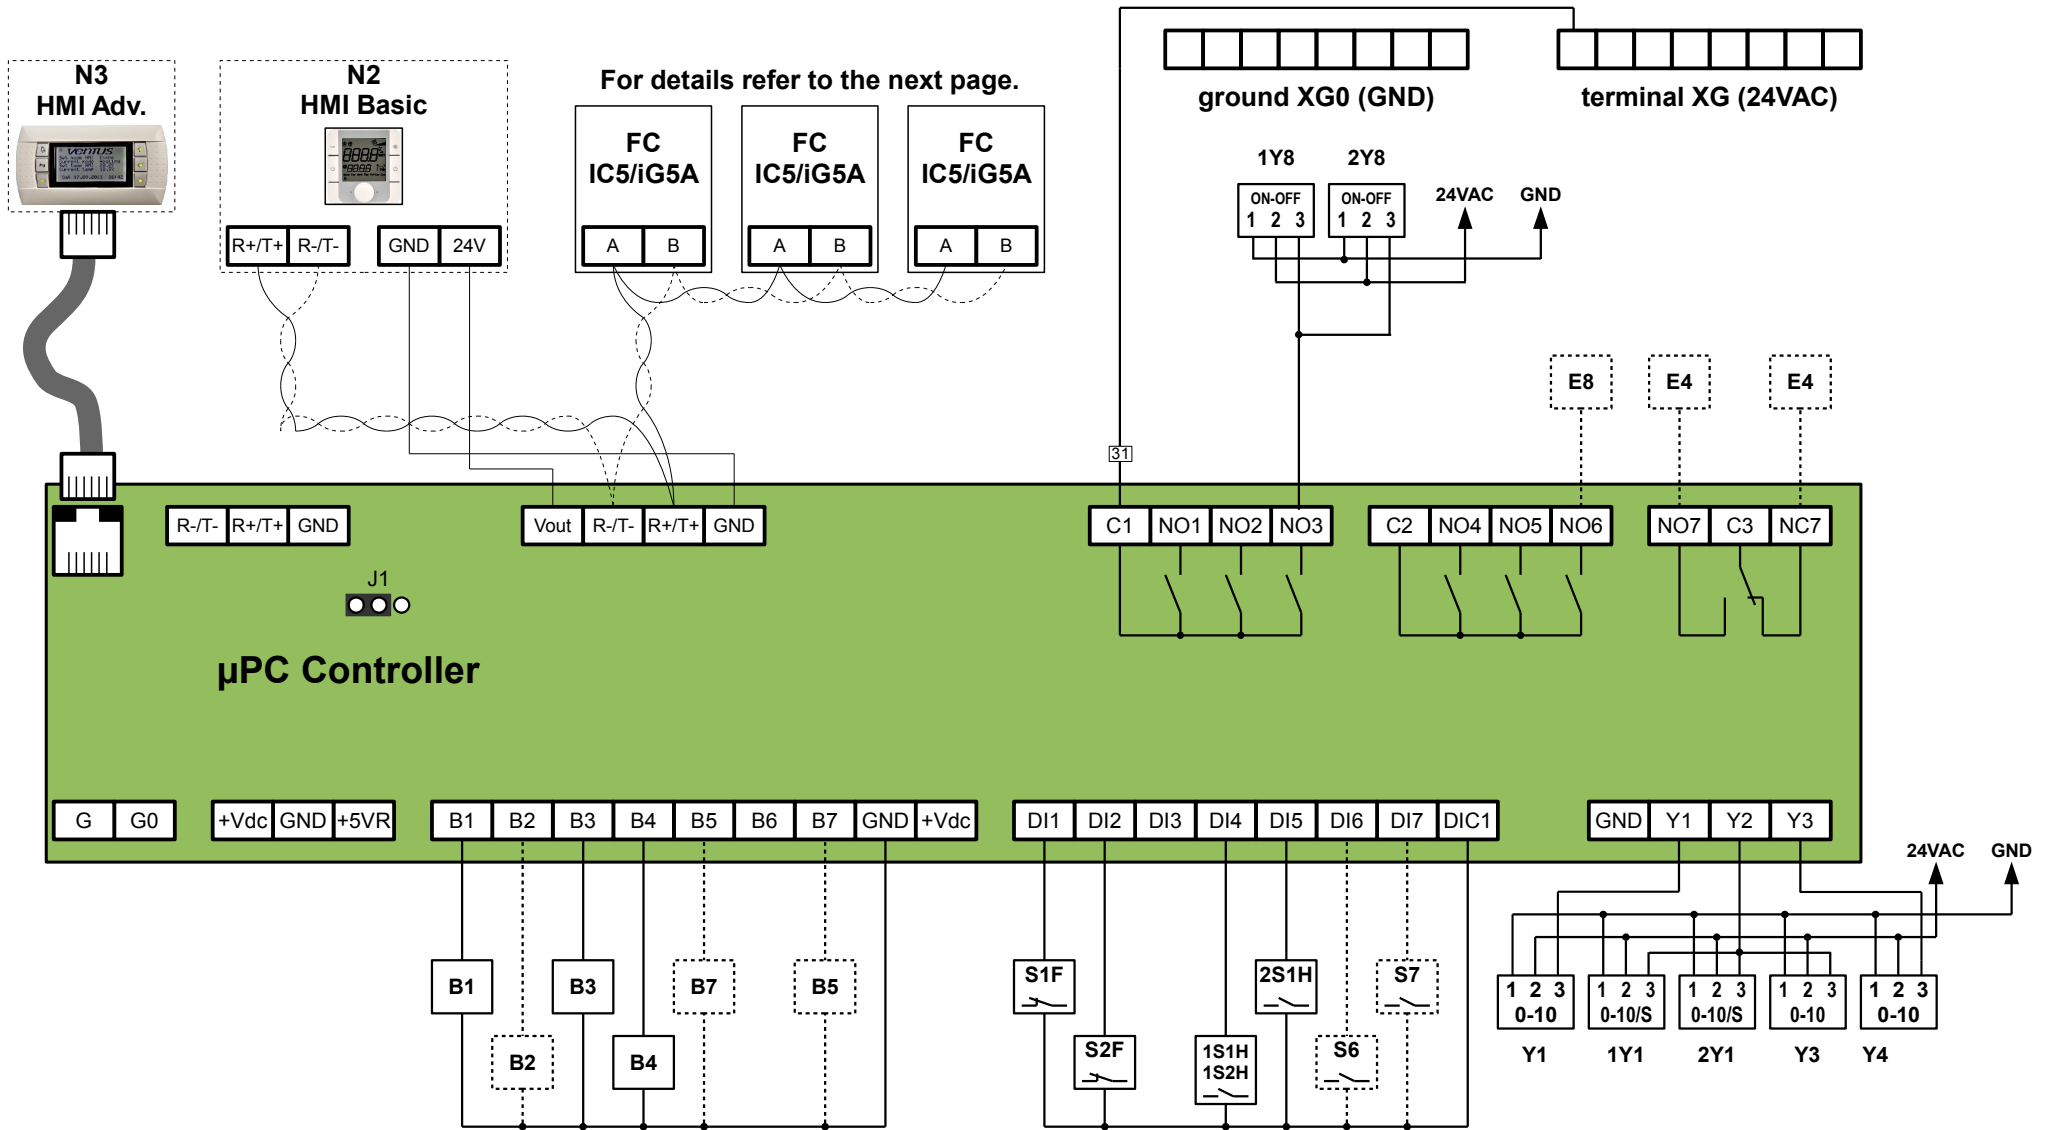 N3
HMI Adv.
N2
HMI Basic
For details refer to the next page.
FC
IC5/iG5A
FC
IC5/iG5A
FC
IC5/iG5A
R+/T+ R-/T- GND 24V
A B
A B
A B
ground XG0 (GND)
terminal XG (24VAC)
1Y8 2Y8
ON-OFF
1 2 3
ON-OFF
1 2 3
24VAC GND
E8 E4 E4
31
R-/T- R+/T+ GND
Vout R-/T- R+/T+ GND
C1 NO1 NO2 NO3
C2 NO4 NO5 NO6
NO7 C3 NC7
J1
µPC Controller
G G0
+Vdc GND +5VR
B1 B2 B3 B4 B5 B6 B7 GND +Vdc
DI1 DI2 DI3 DI4 DI5 DI6 DI7 DIC1
GND Y1 Y2 Y3
24VAC GND
B1 B3 B7 B5
B2 B4
S1F 2S1H S7
S2F
1S1H
1S2H
S6
1 2 3
0-10
1 2 3
0-10/S
1 2 3
0-10/S
1 2 3
0-10
1 2 3
0-10
Y1 1Y1 2Y1 Y3 Y4
VENTUS